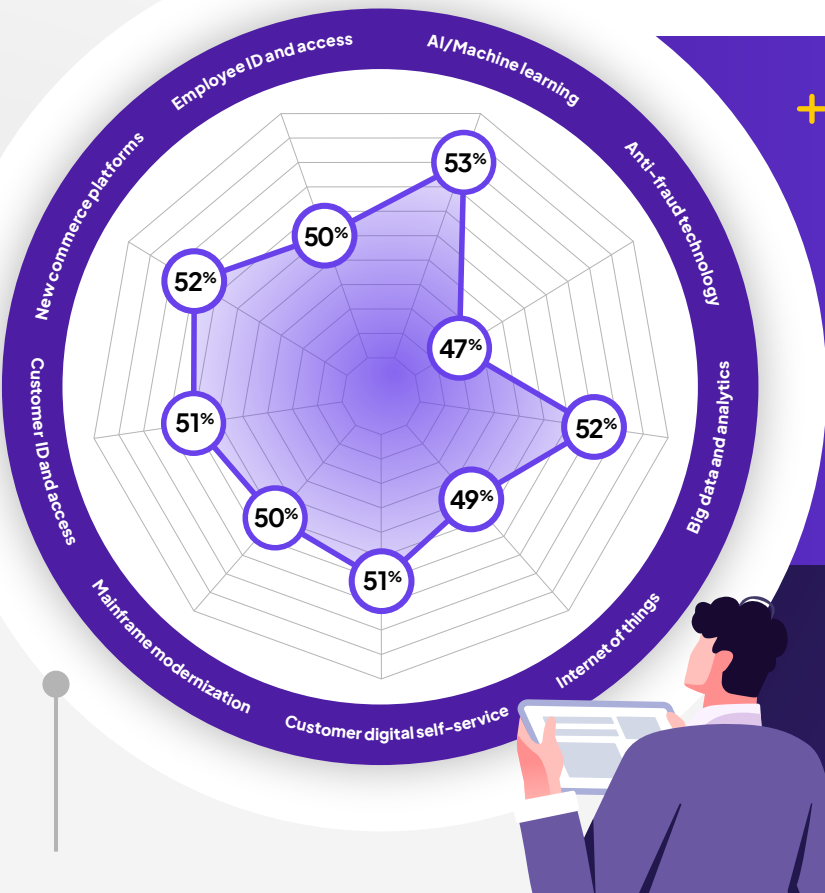 Employee ID and access
AI/Machine learning
Anti-fraud technology
Big data and analytics
Internet of things
Customer digital self-service
Mainframe modernization
Customer ID and access
New commerce platforms
53%
50%
52%
47%
51%
52%
49%
50%
51%